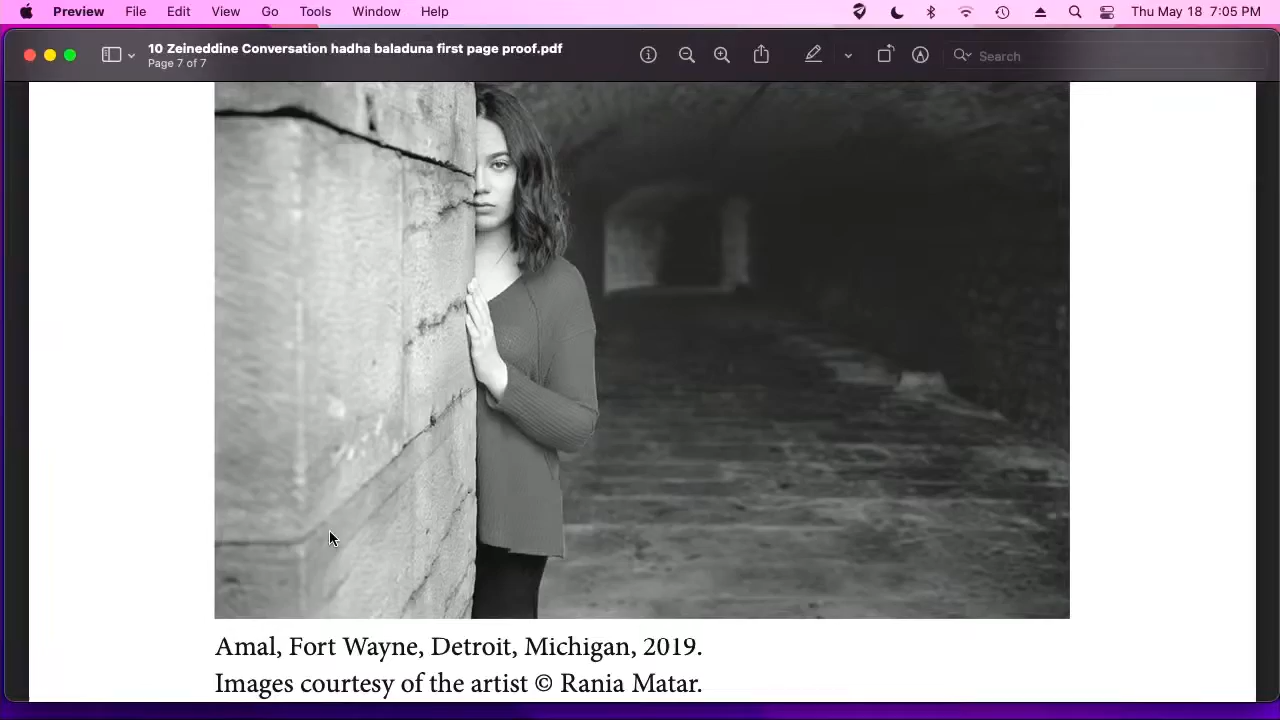 Preview File Edit View Go Tools Window Help Thu May 18 7:05 PM
10 Zeineddine Conversation hadha baladuna first page proof.pdf
Page 7 of 7
Search
Amal, Fort Wayne, Detroit, Michigan, 2019.
Images courtesy of the artist © Rania Matar.